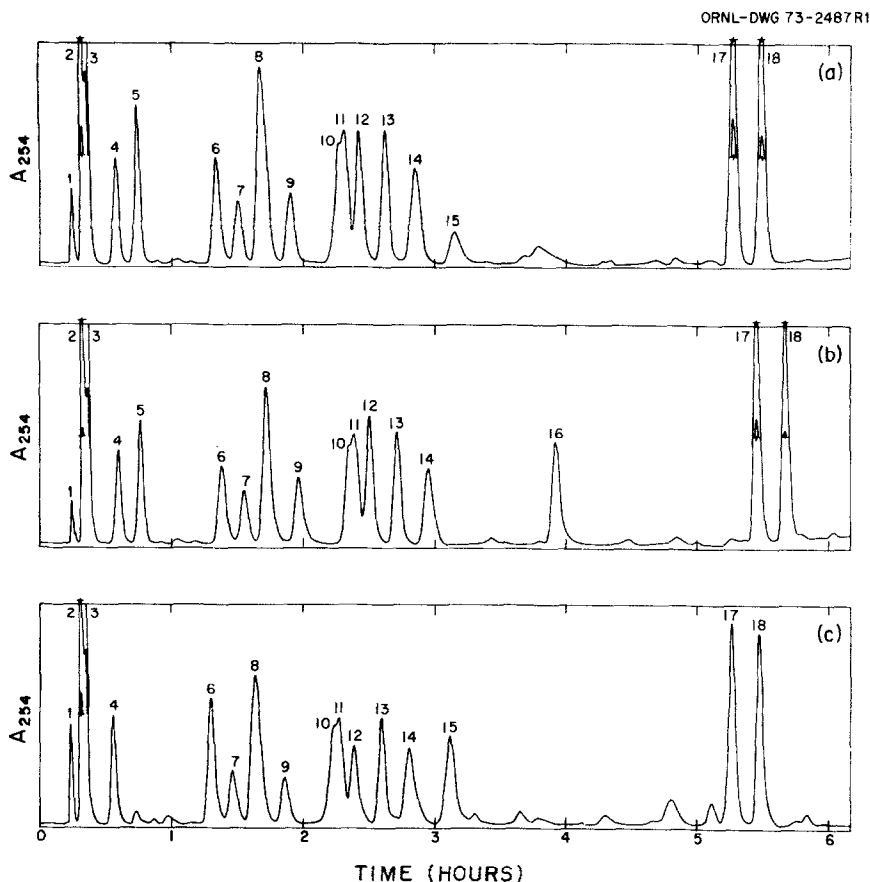 ORNL-DWG 73-2487R1
(a)
A254
1 2 3 4 5 6 7 8 9 10 11 12 13 14 15 17 18
(b)
A254
1 2 3 4 5 6 7 8 9 10 11 12 13 14 16 17 18
(c)
A254
1 2 3 4 6 7 8 9 10 11 12 13 14 15 17 18
0 1 2 3 4 5 6
TIME (HOURS)